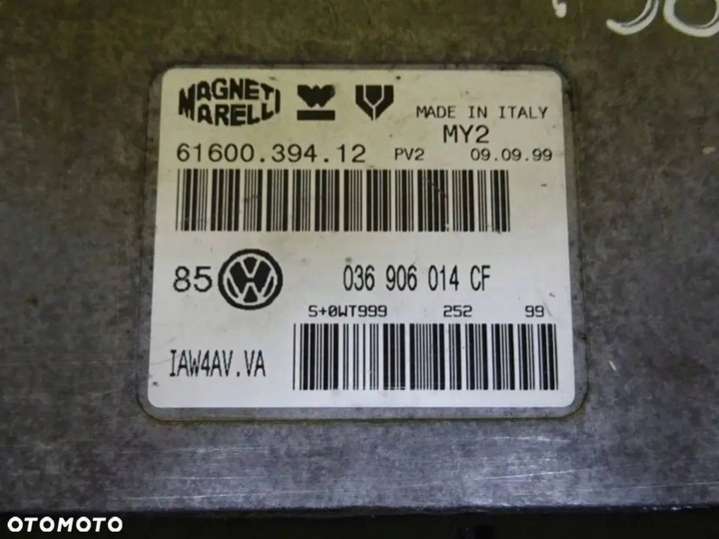 MAGNETI
MARELLI
MADE IN ITALY
MY2
61600.394.12 PV2 09.09.99
85 036 906 014 CF
S+0WT999 252 99
IAW4AV.VA
OTOMOTO